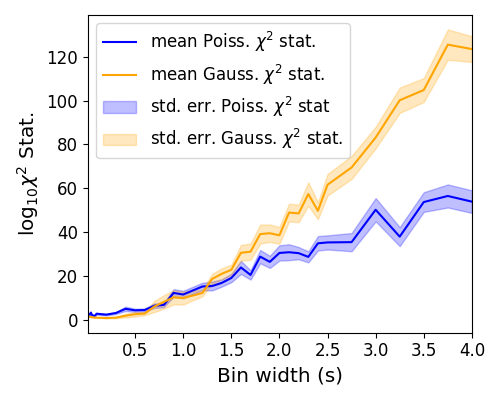 mean Poiss. χ² stat.
mean Gauss. χ² stat.
std. err. Poiss. χ² stat
std. err. Gauss. χ² stat.
log₁₀χ² Stat.
120
100
80
60
40
20
0
0.5 1.0 1.5 2.0 2.5 3.0 3.5 4.0
Bin width (s)